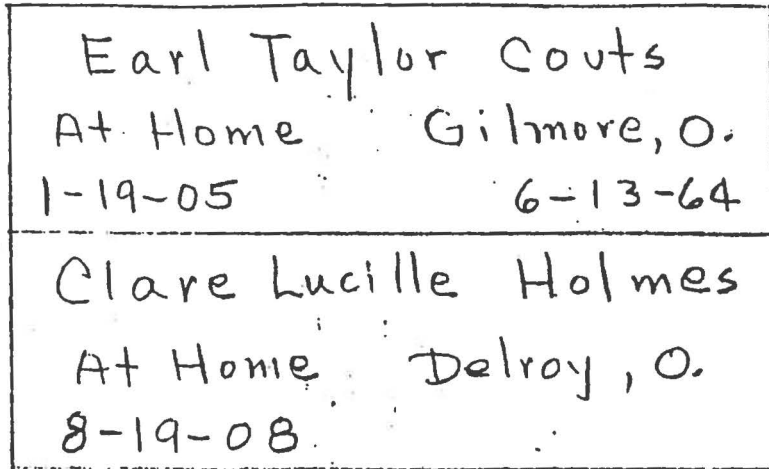 Earl Taylor Couts
At Home Gilmore, O.
1-19-05 6-13-64
Clare Lucille Holmes
At Home Delroy, O.
8-19-08